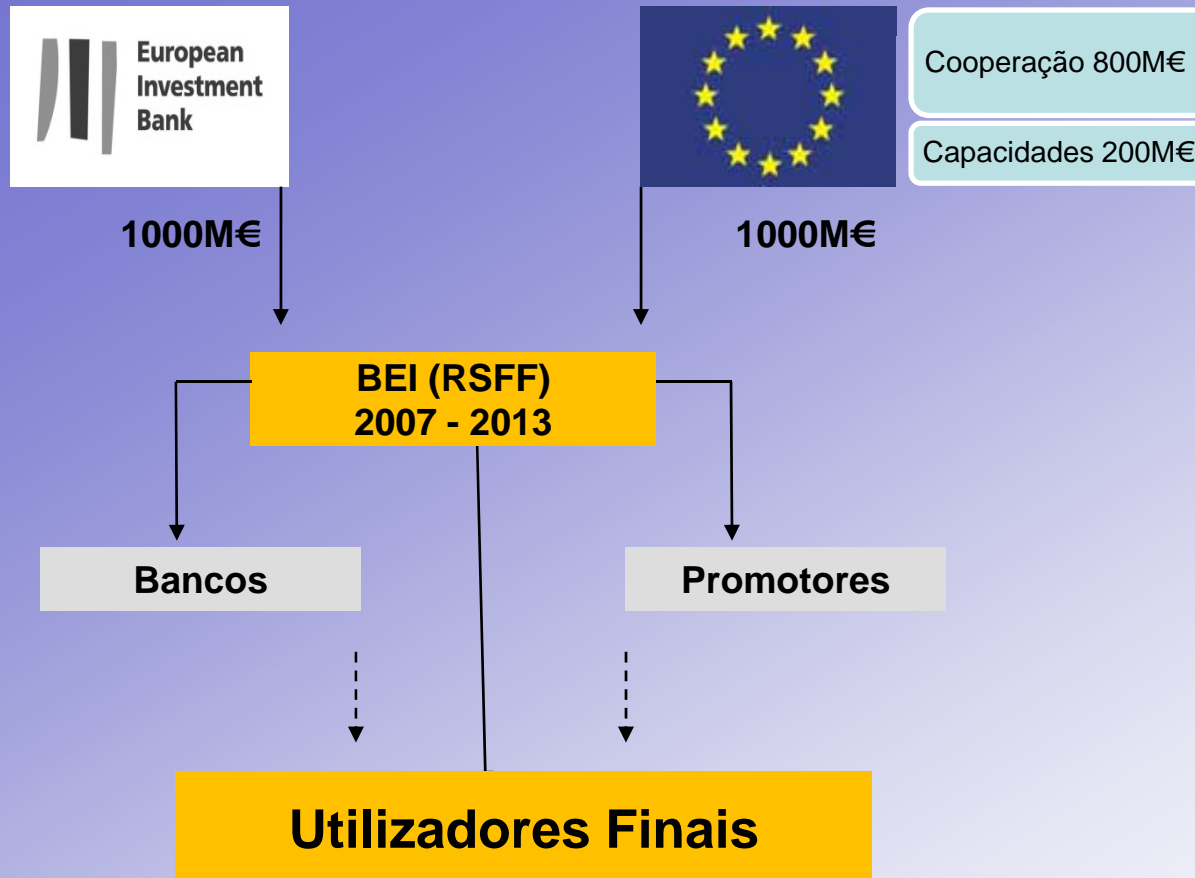 European
Investment
Bank
Cooperação 800M€
Capacidades 200M€
1000M€
1000M€
BEI (RSFF)
2007 - 2013
Bancos
Promotores
Utilizadores Finais